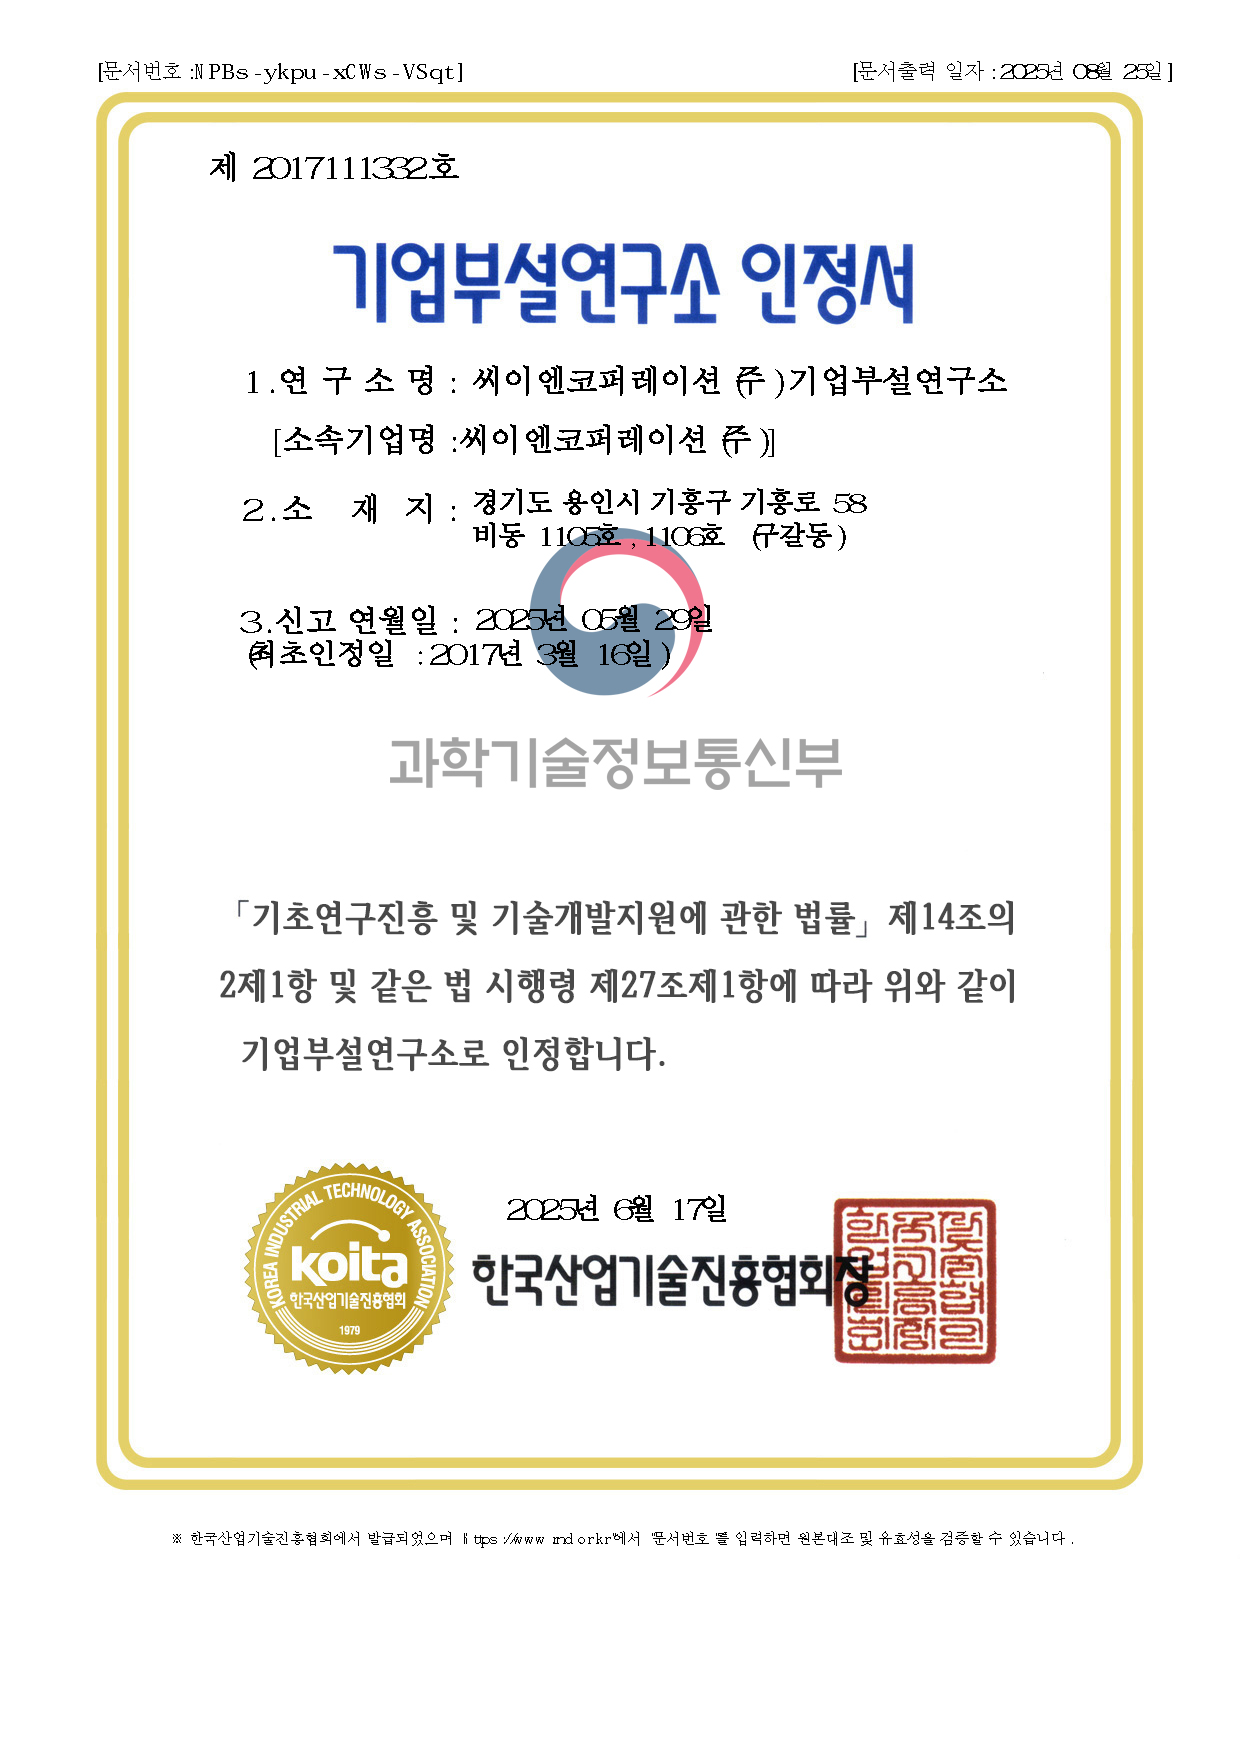 [문서번호 :NPBs-ykpu-xCWs-VSqt]
[문서출력 일자 : 2025년 08월 25일]
제 2017111332호
기업부설연구소 인정서
1.연 구 소 명 : 씨이엔코퍼레이션(주)기업부설연구소
[소속기업명 :씨이엔코퍼레이션(주)]
2.소 재 지 : 경기도 용인시 기흥구 기흥로 58
비동 1105호, 1106호 (구갈동)
3.신고 연월일 : 2025년 05월 29일
(최초인정일 : 2017년 3월 16일)
과학기술정보통신부
「기초연구진흥 및 기술개발지원에 관한 법률」제14조의
2제1항 및 같은 법 시행령 제27조제1항에 따라 위와 같이
기업부설연구소로 인정합니다.
KOREA INDUSTRIAL TECHNOLOGY ASSOCIATION
koita
한국산업기술진흥협회
1979
2025년 6월 17일
한국산업기술진흥협회장
※ 한국산업기술진흥협회에서 발급되었으며 "https://www.rnd.or.kr"에서 "문서번호"를 입력하면 원본대조 및 유효성을 검증할 수 있습니다.